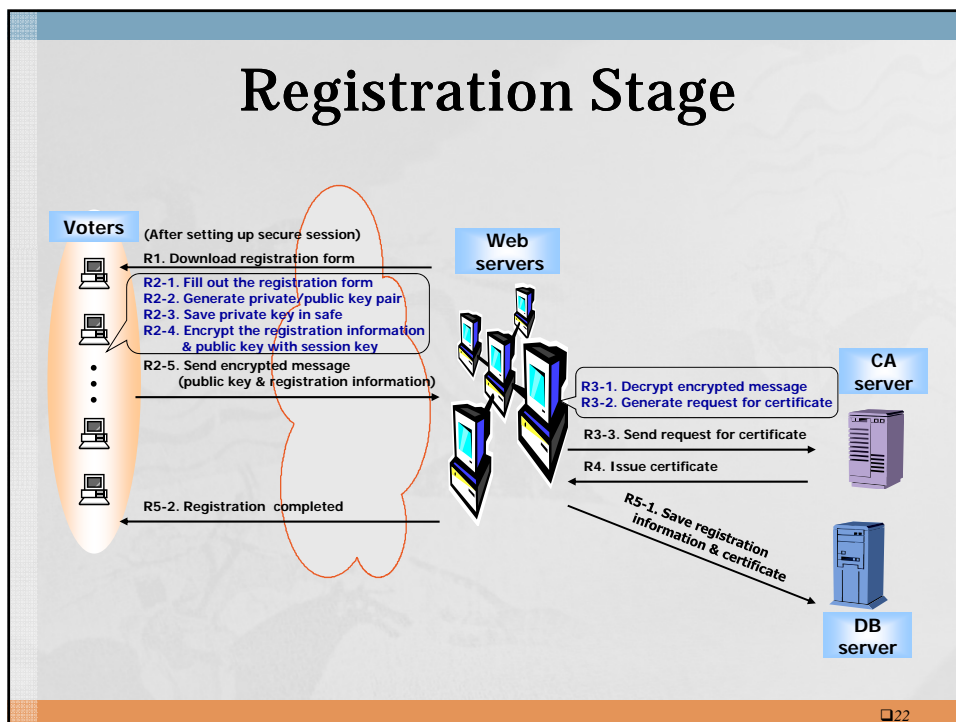 Registration Stage
Voters
(After setting up secure session)
R1. Download registration form
R2-1. Fill out the registration form
R2-2. Generate private/public key pair
R2-3. Save private key in safe
R2-4. Encrypt the registration information
& public key with session key
R2-5. Send encrypted message
(public key & registration information)
R5-2. Registration completed
Web
servers
R3-1. Decrypt encrypted message
R3-2. Generate request for certificate
R3-3. Send request for certificate
R4. Issue certificate
R5-1. Save registration
information & certificate
CA
server
DB
server
❑22